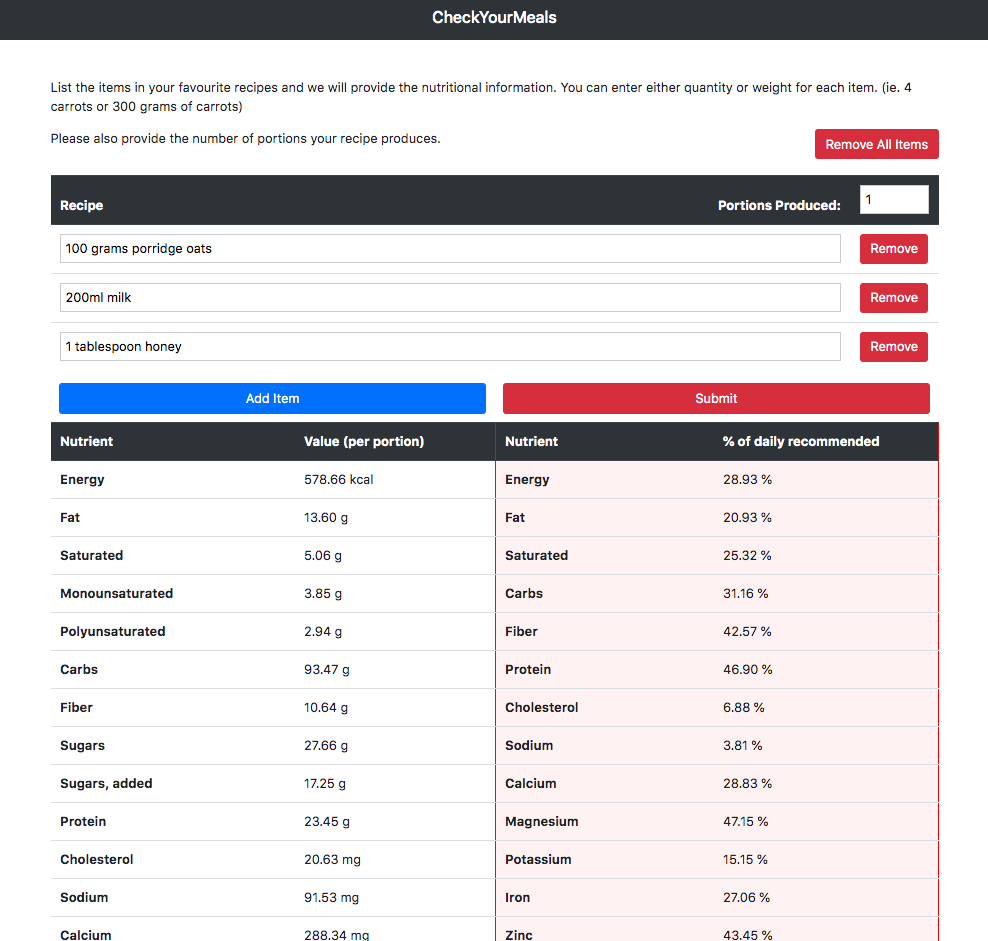 CheckYourMeals
List the items in your favourite recipes and we will provide the nutritional information. You can enter either quantity or weight for each item. (ie. 4
carrots or 300 grams of carrots)
Please also provide the number of portions your recipe produces.
Remove All Items
Recipe Portions Produced: 1
100 grams porridge oats Remove
200ml milk Remove
1 tablespoon honey Remove
Add Item Submit
Nutrient Value (per portion) Nutrient % of daily recommended
Energy 578.66 kcal Energy 28.93 %
Fat 13.60 g Fat 20.93 %
Saturated 5.06 g Saturated 25.32 %
Monounsaturated 3.85 g Carbs 31.16 %
Polyunsaturated 2.94 g Fiber 42.57 %
Carbs 93.47 g Protein 46.90 %
Fiber 10.64 g Cholesterol 6.88 %
Sugars 27.66 g Sodium 3.81 %
Sugars, added 17.25 g Calcium 28.83 %
Protein 23.45 g Magnesium 47.15 %
Cholesterol 20.63 mg Potassium 15.15 %
Sodium 91.53 mg Iron 27.06 %
Calcium 288.34 mg Zinc 43.45 %